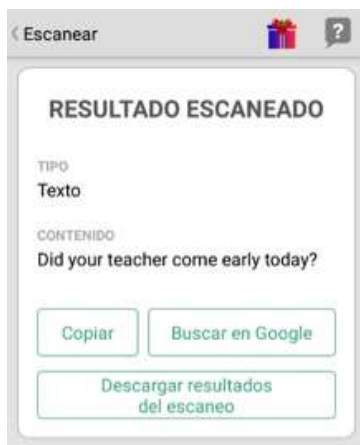 Escanear
RESULTADO ESCANEADO
TIPO
Texto
CONTENIDO
Did your teacher come early today?
Copiar
Buscar en Google
Descargar resultados
del escaneo